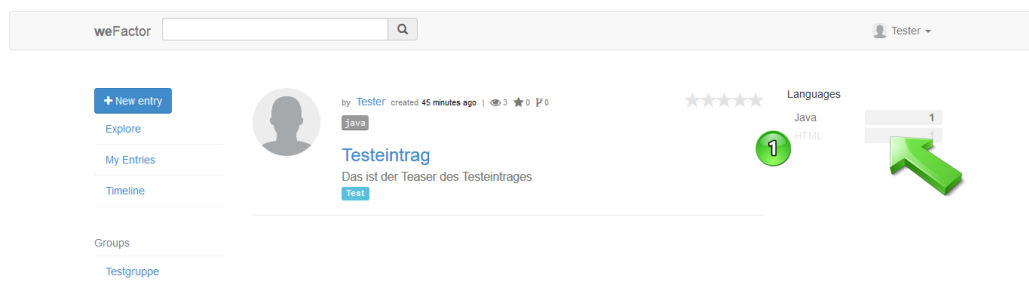 weFactor
Tester
+ New entry
Explore
My Entries
Timeline
Groups
Testgruppe
by Tester created 45 minutes ago | 3 0 0
java
Testeintrag
Das ist der Teaser des Testeintrages
Test
Languages
Java 1
HTML 1
1